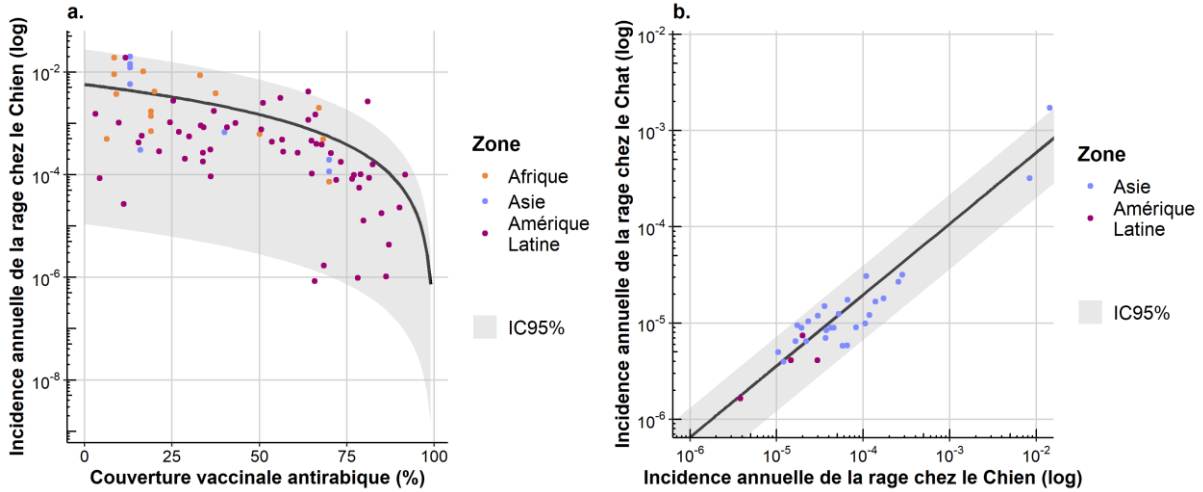 a.
Incidence annuelle de la rage chez le Chien (log)
10-2
10-4
10-6
10-8
0
25
50
75
100
Couverture vaccinale antirabique (%)
Zone
Afrique
Asie
Amérique
Latine
IC95%
b.
Incidence annuelle de la rage chez le Chat (log)
10-2
10-3
10-4
10-5
10-6
10-6
10-5
10-4
10-3
10-2
Incidence annuelle de la rage chez le Chien (log)
Zone
Asie
Amérique
Latine
IC95%